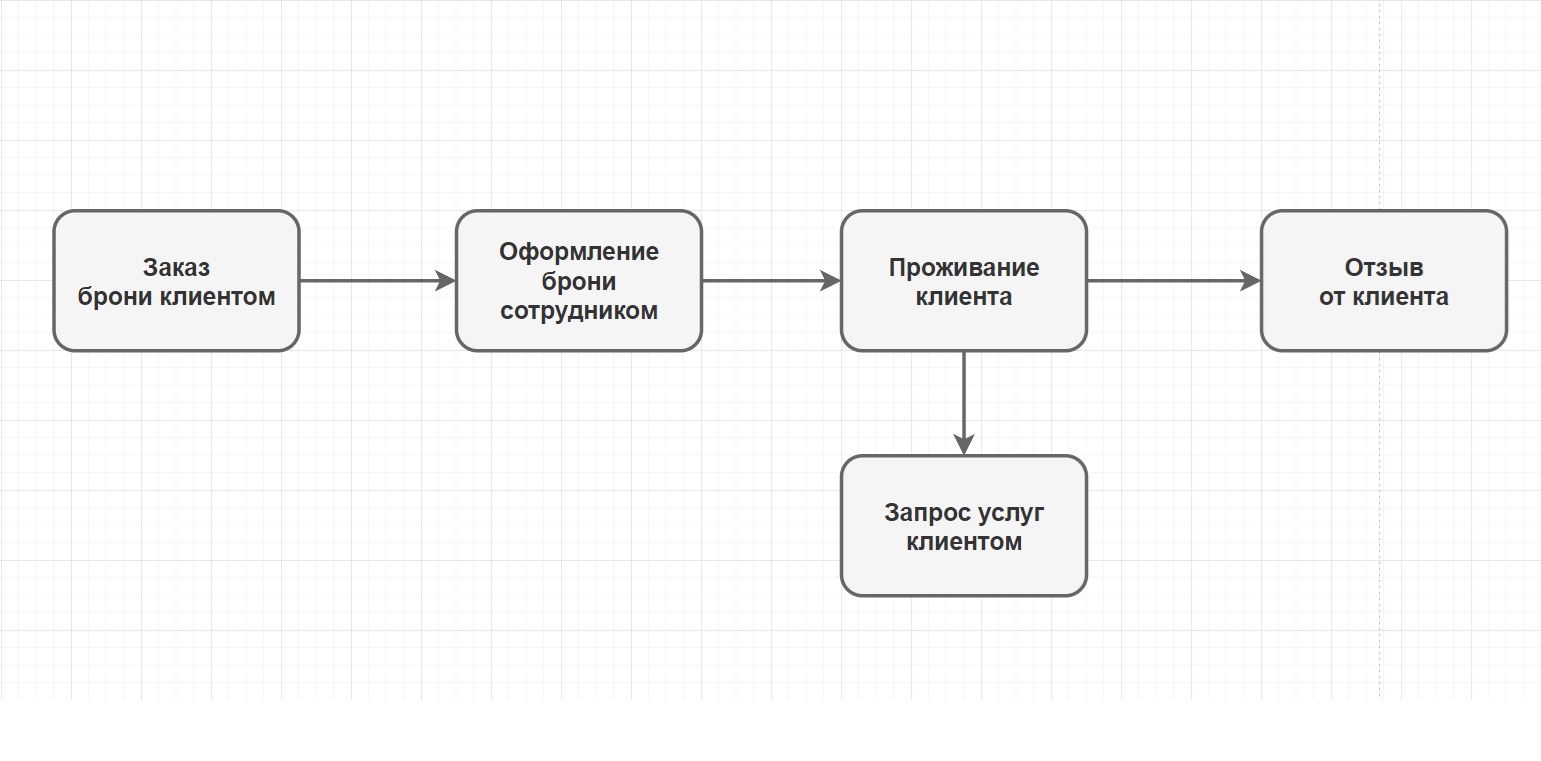 Заказ
брони клиентом
Оформление
брони
сотрудником
Проживание
клиента
Отзыв
от клиента
Запрос услуг
клиентом